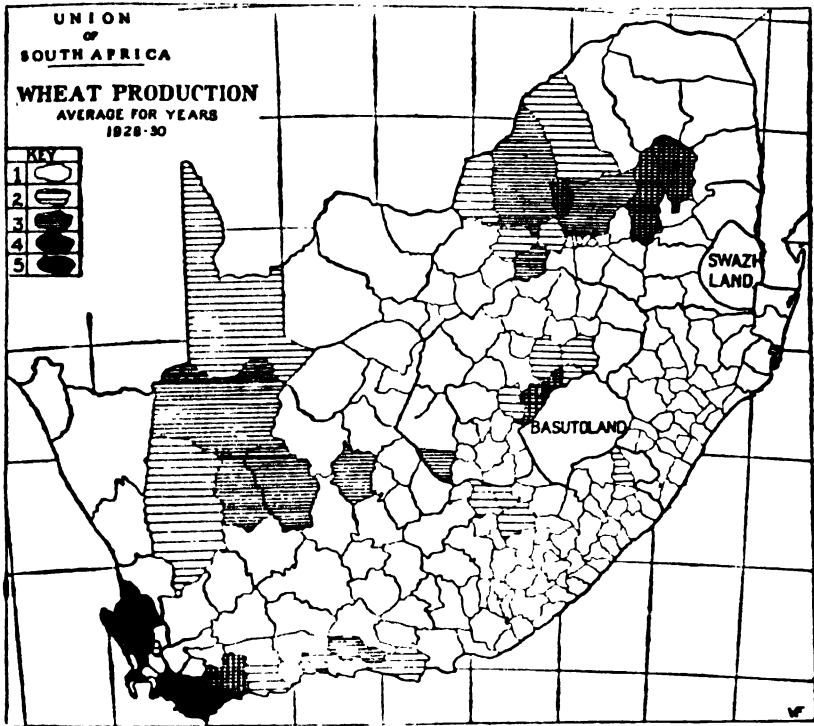 UNION
OF
SOUTH AFRICA
WHEAT PRODUCTION
AVERAGE FOR YEARS
1928-30
KEY
1
2
3
4
5
SWAZI
LAND
BASUTOLAND
WF